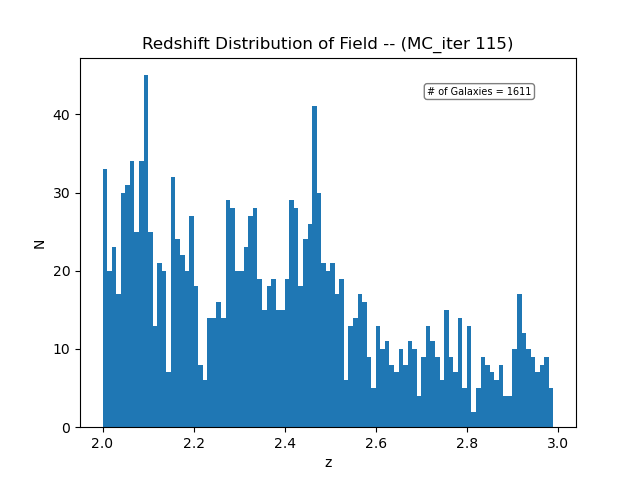 Redshift Distribution of Field -- (MC_iter 115)
# of Galaxies = 1611
N
40
30
20
10
0
2.0 2.2 2.4 2.6 2.8 3.0
z